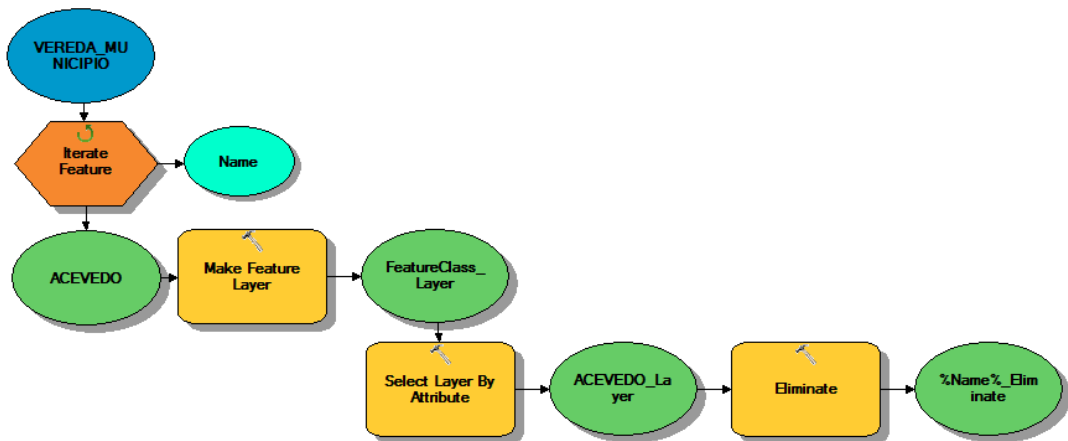 VEREDA_MU
NICIPIO
Iterate
Feature
Name
ACEVEDO
Make Feature
Layer
FeatureClass_
Layer
Select Layer By
Attribute
ACEVEDO_La
yer
Eliminate
%Name%_Elim
inate